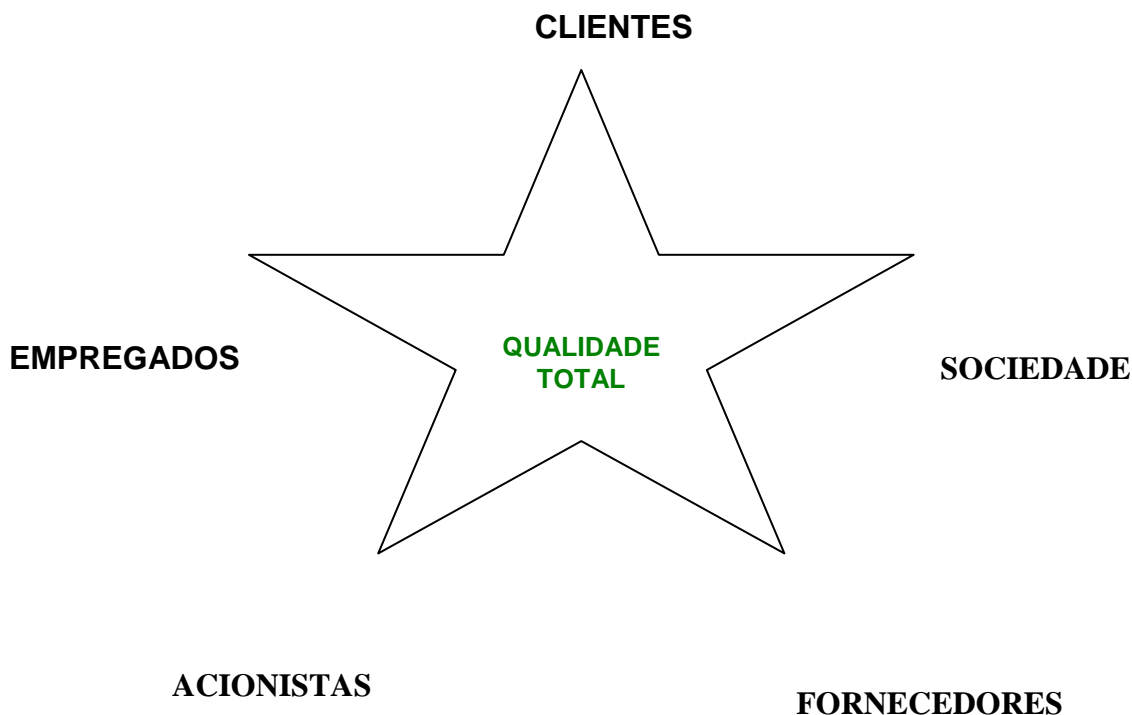 CLIENTES
EMPREGADOS
QUALIDADE
TOTAL
SOCIEDADE
ACIONISTAS
FORNECEDORES